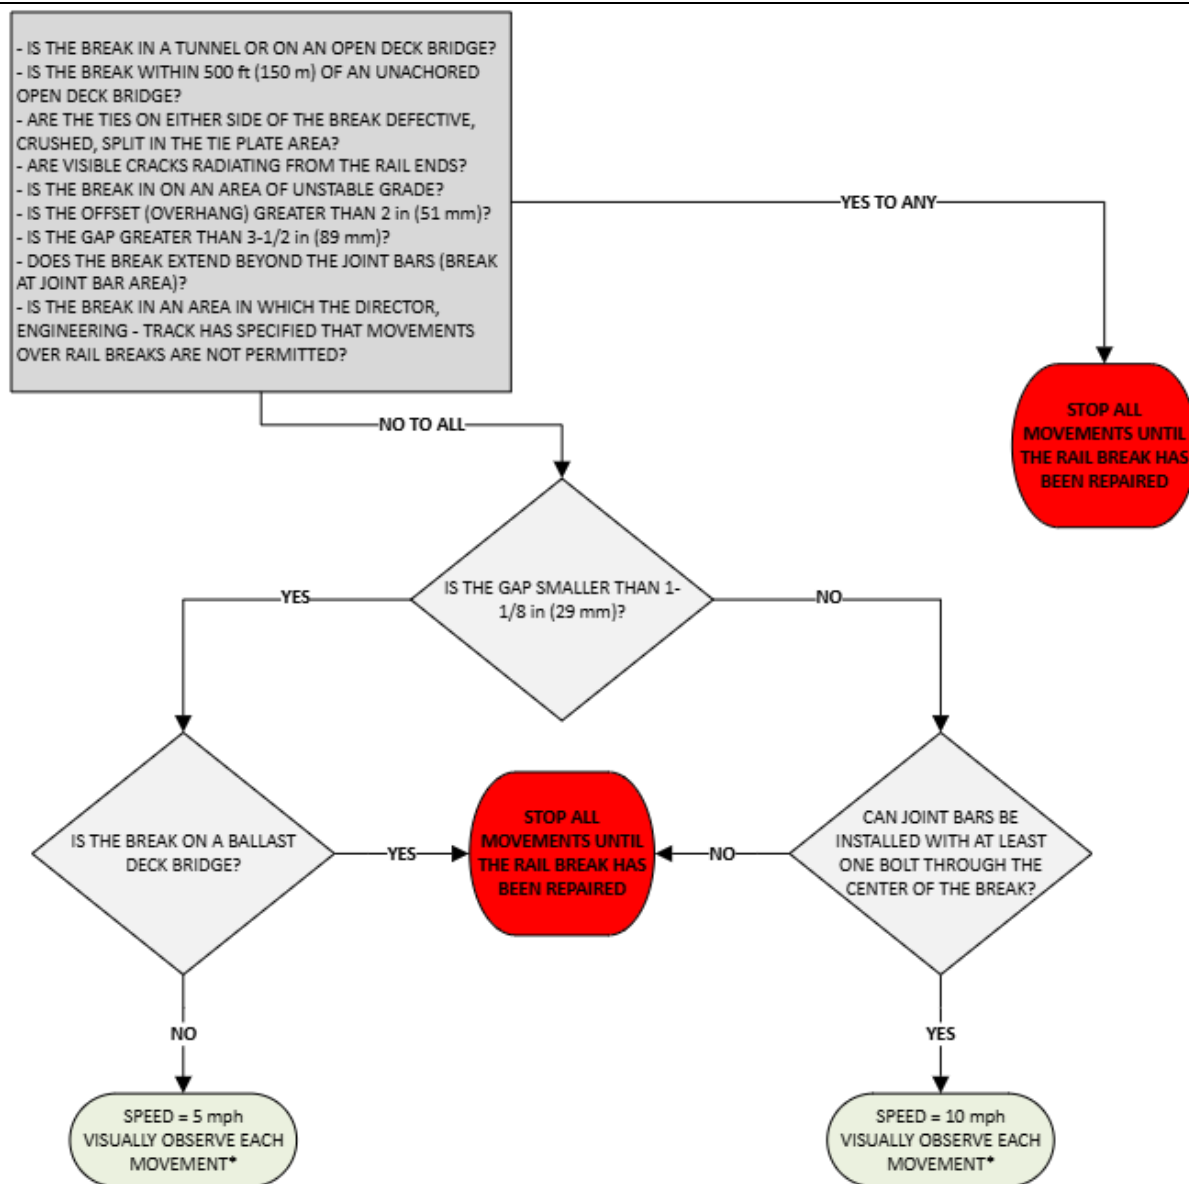 - IS THE BREAK IN A TUNNEL OR ON AN OPEN DECK BRIDGE?
- IS THE BREAK WITHIN 500 ft (150 m) OF AN UNACHORED
OPEN DECK BRIDGE?
- ARE THE TIES ON EITHER SIDE OF THE BREAK DEFECTIVE,
CRUSHED, SPLIT IN THE TIE PLATE AREA?
- ARE VISIBLE CRACKS RADIATING FROM THE RAIL ENDS?
- IS THE BREAK IN ON AN AREA OF UNSTABLE GRADE?
- IS THE OFFSET (OVERHANG) GREATER THAN 2 in (51 mm)?
- IS THE GAP GREATER THAN 3-1/2 in (89 mm)?
- DOES THE BREAK EXTEND BEYOND THE JOINT BARS (BREAK
AT JOINT BAR AREA)?
- IS THE BREAK IN AN AREA IN WHICH THE DIRECTOR,
ENGINEERING - TRACK HAS SPECIFIED THAT MOVEMENTS
OVER RAIL BREAKS ARE NOT PERMITTED?
YES TO ANY
STOP ALL
MOVEMENTS UNTIL
THE RAIL BREAK HAS
BEEN REPAIRED
NO TO ALL
IS THE GAP SMALLER THAN 1-
1/8 in (29 mm)?
YES
NO
IS THE BREAK ON A BALLAST
DECK BRIDGE?
YES
STOP ALL
MOVEMENTS UNTIL
THE RAIL BREAK HAS
BEEN REPAIRED
NO
CAN JOINT BARS BE
INSTALLED WITH AT LEAST
ONE BOLT THROUGH THE
CENTER OF THE BREAK?
NO
YES
SPEED = 5 mph
VISUALLY OBSERVE EACH
MOVEMENT*
SPEED = 10 mph
VISUALLY OBSERVE EACH
MOVEMENT*